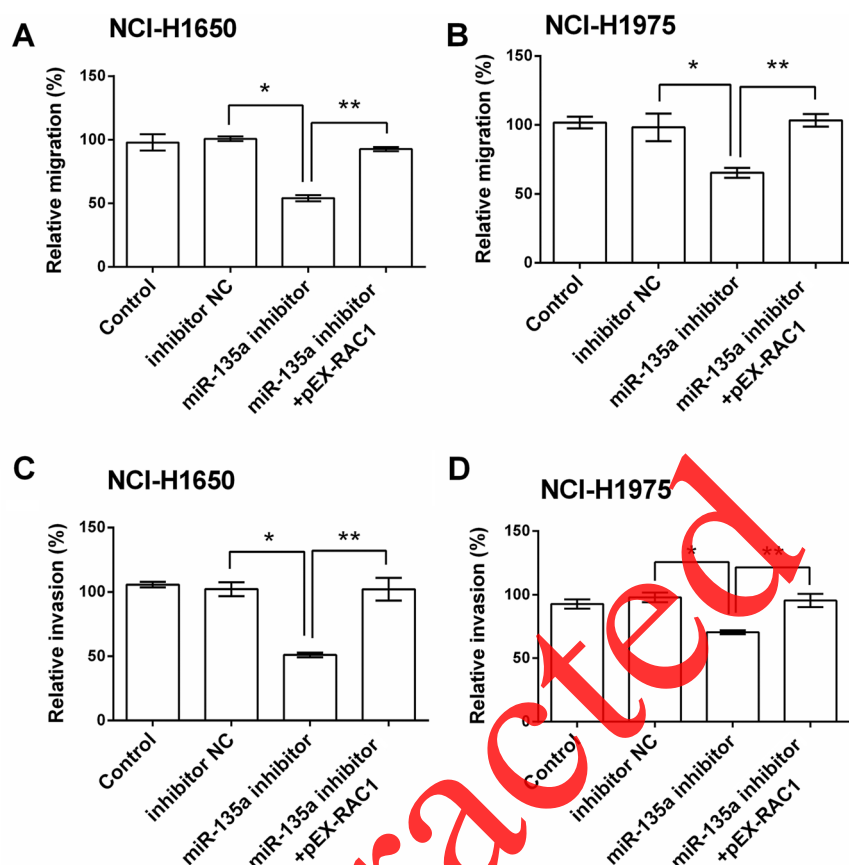 A
NCI-H1650
Relative migration (%)
150
100
50
0
*
**
Control
inhibitor NC
miR-135a inhibitor
miR-135a inhibitor
+pEX-RAC1
B
NCI-H1975
Relative migration (%)
150
100
50
0
*
**
Control
inhibitor NC
miR-135a inhibitor
miR-135a inhibitor
+pEX-RAC1
C
NCI-H1650
Relative invasion (%)
150
100
50
0
*
**
Control
inhibitor NC
miR-135a inhibitor
miR-135a inhibitor
+pEX-RAC1
D
NCI-H1975
Relative invasion (%)
150
100
50
0
*
**
Control
inhibitor NC
miR-135a inhibitor
miR-135a inhibitor
+pEX-RAC1
racted